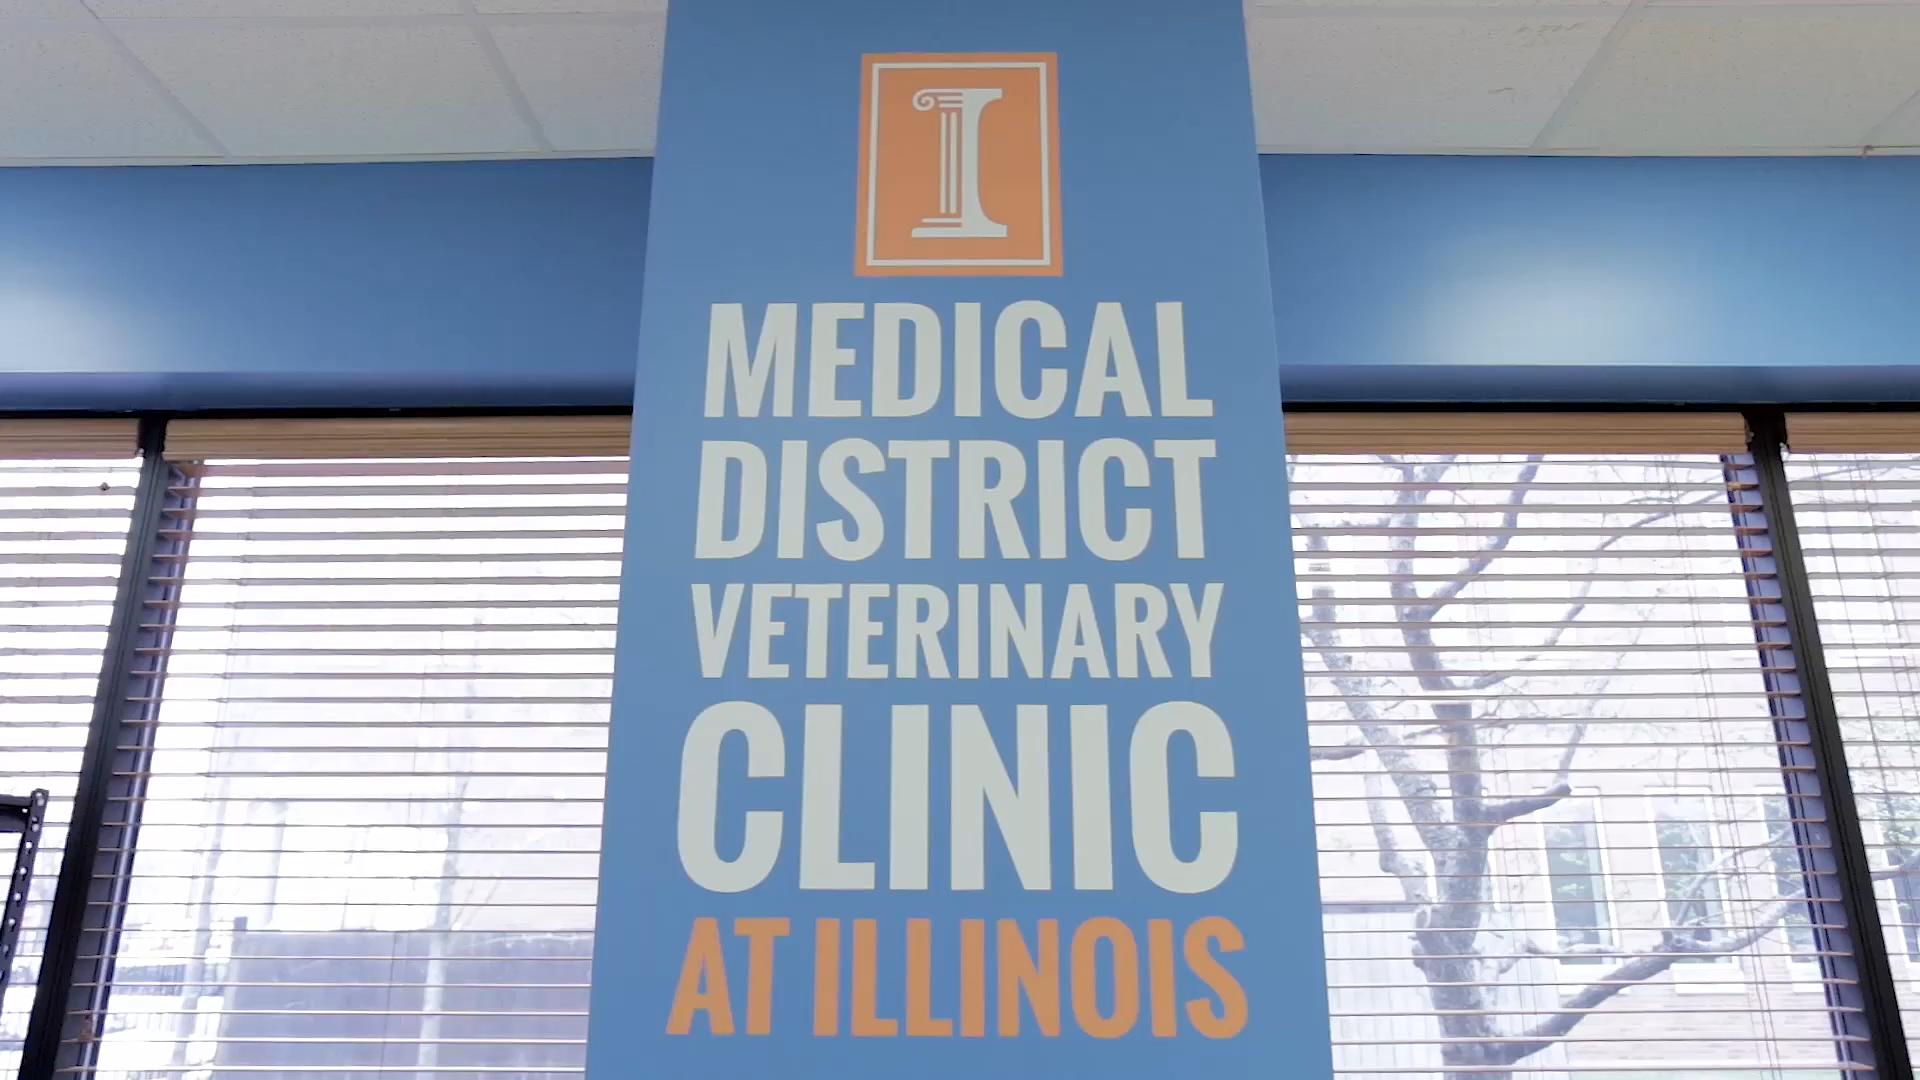 I
MEDICAL
DISTRICT
VETERINARY
CLINIC
AT ILLINOIS